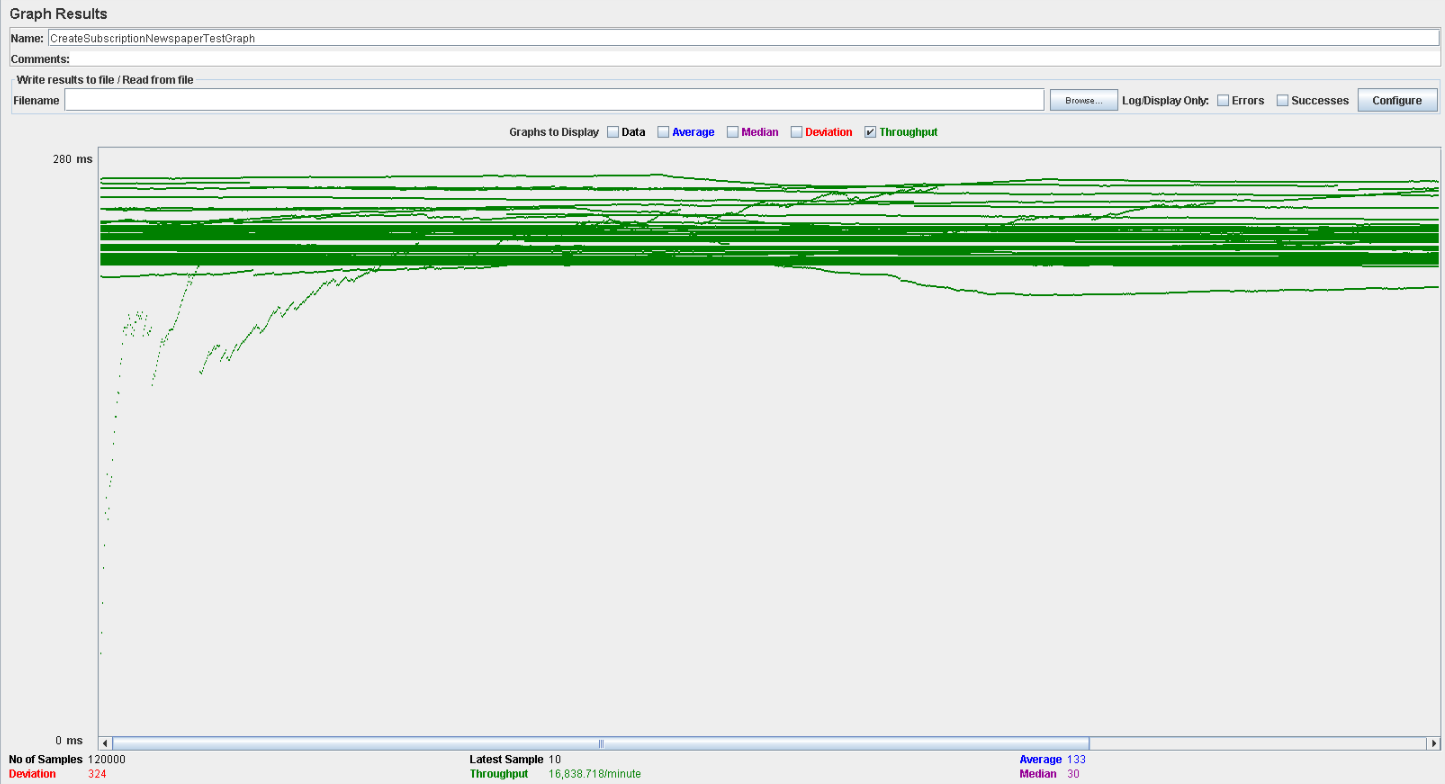 Graph Results
Name: CreateSubscriptionNewspaperTestGraph
Comments:
Write results to file / Read from file
Filename Browse... Log/Display Only: Errors Successes Configure
Graphs to Display Data Average Median Deviation Throughput
280 ms
0 ms
No of Samples 120000 Latest Sample 10 Average 133
Deviation 324 Throughput 16,838.718/minute Median 30